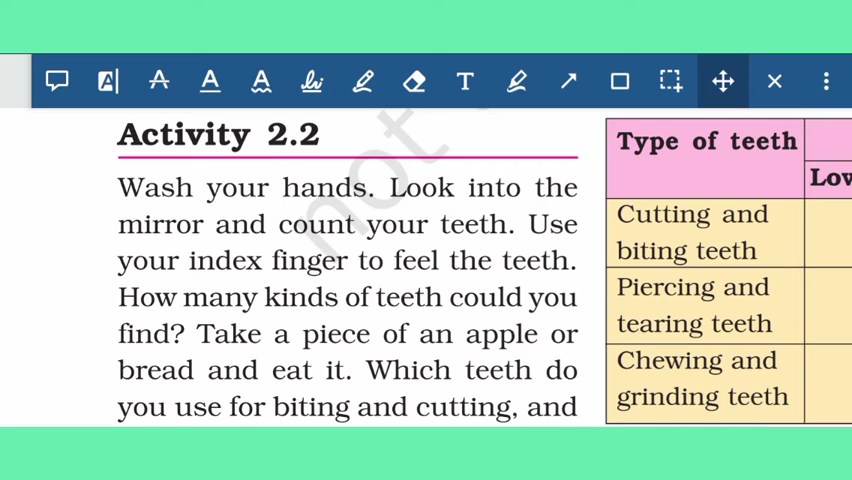 Activity 2.2
Wash your hands. Look into the
mirror and count your teeth. Use
your index finger to feel the teeth.
How many kinds of teeth could you
find? Take a piece of an apple or
bread and eat it. Which teeth do
you use for biting and cutting, and
Type of teeth
Low
Cutting and
biting teeth
Piercing and
tearing teeth
Chewing and
grinding teeth
not